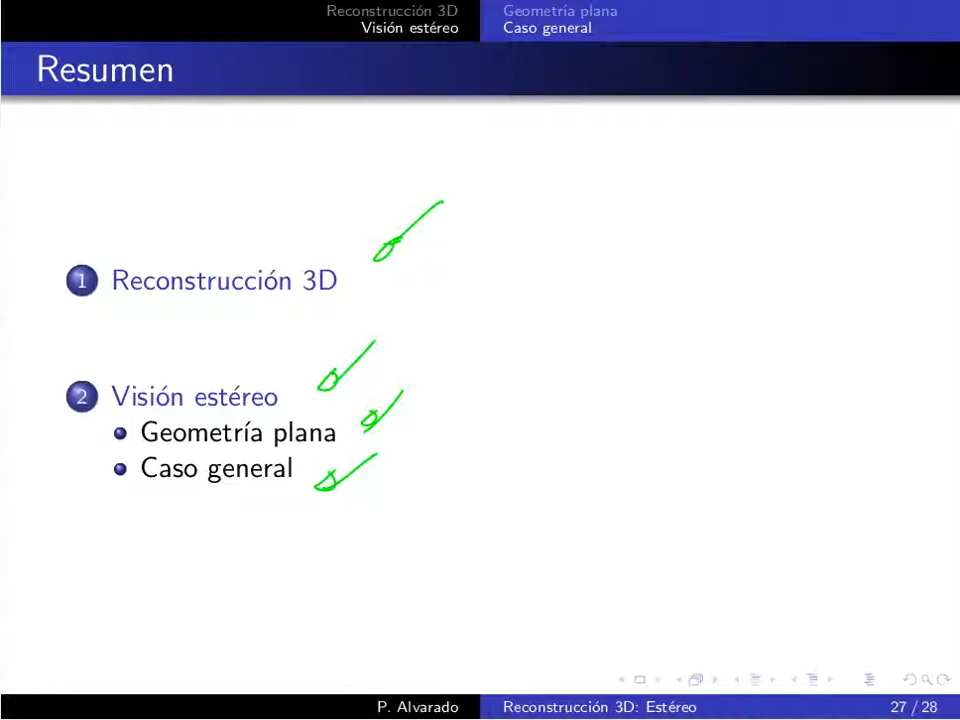 Reconstrucción 3D
Visión estéreo
Geometría plana
Caso general
Resumen
1 Reconstrucción 3D
2 Visión estéreo
Geometría plana
Caso general
P. Alvarado
Reconstrucción 3D: Estéreo
27 / 28